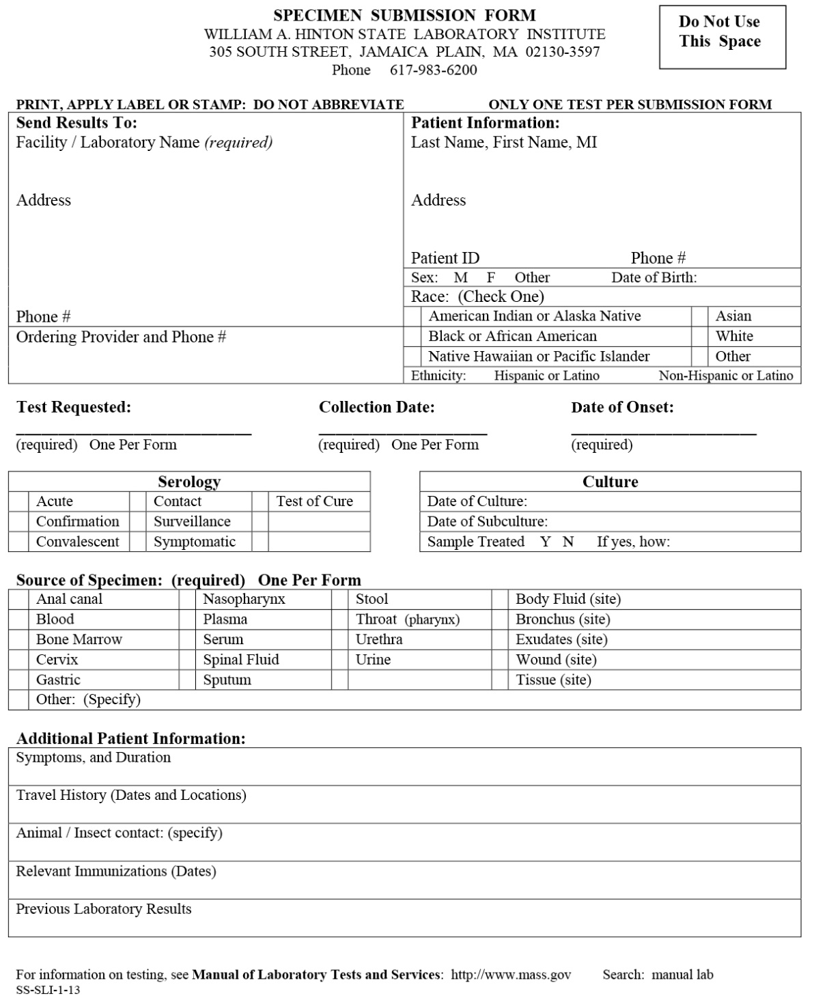 SPECIMEN SUBMISSION FORM
WILLIAM A. HINTON STATE LABORATORY INSTITUTE
305 SOUTH STREET, JAMAICA PLAIN, MA 02130-3597
Phone 617-983-6200
Do Not Use
This Space
PRINT, APPLY LABEL OR STAMP: DO NOT ABBREVIATE
ONLY ONE TEST PER SUBMISSION FORM
Send Results To:
Facility / Laboratory Name (required)
Address
Phone #
Ordering Provider and Phone #
Patient Information:
Last Name, First Name, MI
Address
Patient ID Phone #
Sex: M F Other Date of Birth:
Race: (Check One)
American Indian or Alaska Native Asian
Black or African American White
Native Hawaiian or Pacific Islander Other
Ethnicity: Hispanic or Latino Non-Hispanic or Latino
Test Requested: Collection Date: Date of Onset:
(required) One Per Form (required) One Per Form (required)
Serology
Acute Contact Test of Cure
Confirmation Surveillance
Convalescent Symptomatic
Culture
Date of Culture:
Date of Subculture:
Sample Treated Y N If yes, how:
Source of Specimen: (required) One Per Form
Anal canal Nasopharynx Stool Body Fluid (site)
Blood Plasma Throat (pharynx) Bronchus (site)
Bone Marrow Serum Urethra Exudates (site)
Cervix Spinal Fluid Urine Wound (site)
Gastric Sputum Tissue (site)
Other: (Specify)
Additional Patient Information:
Symptoms, and Duration
Travel History (Dates and Locations)
Animal / Insect contact: (specify)
Relevant Immunizations (Dates)
Previous Laboratory Results
For information on testing, see Manual of Laboratory Tests and Services: http://www.mass.gov Search: manual lab
SS-SLI-1-13